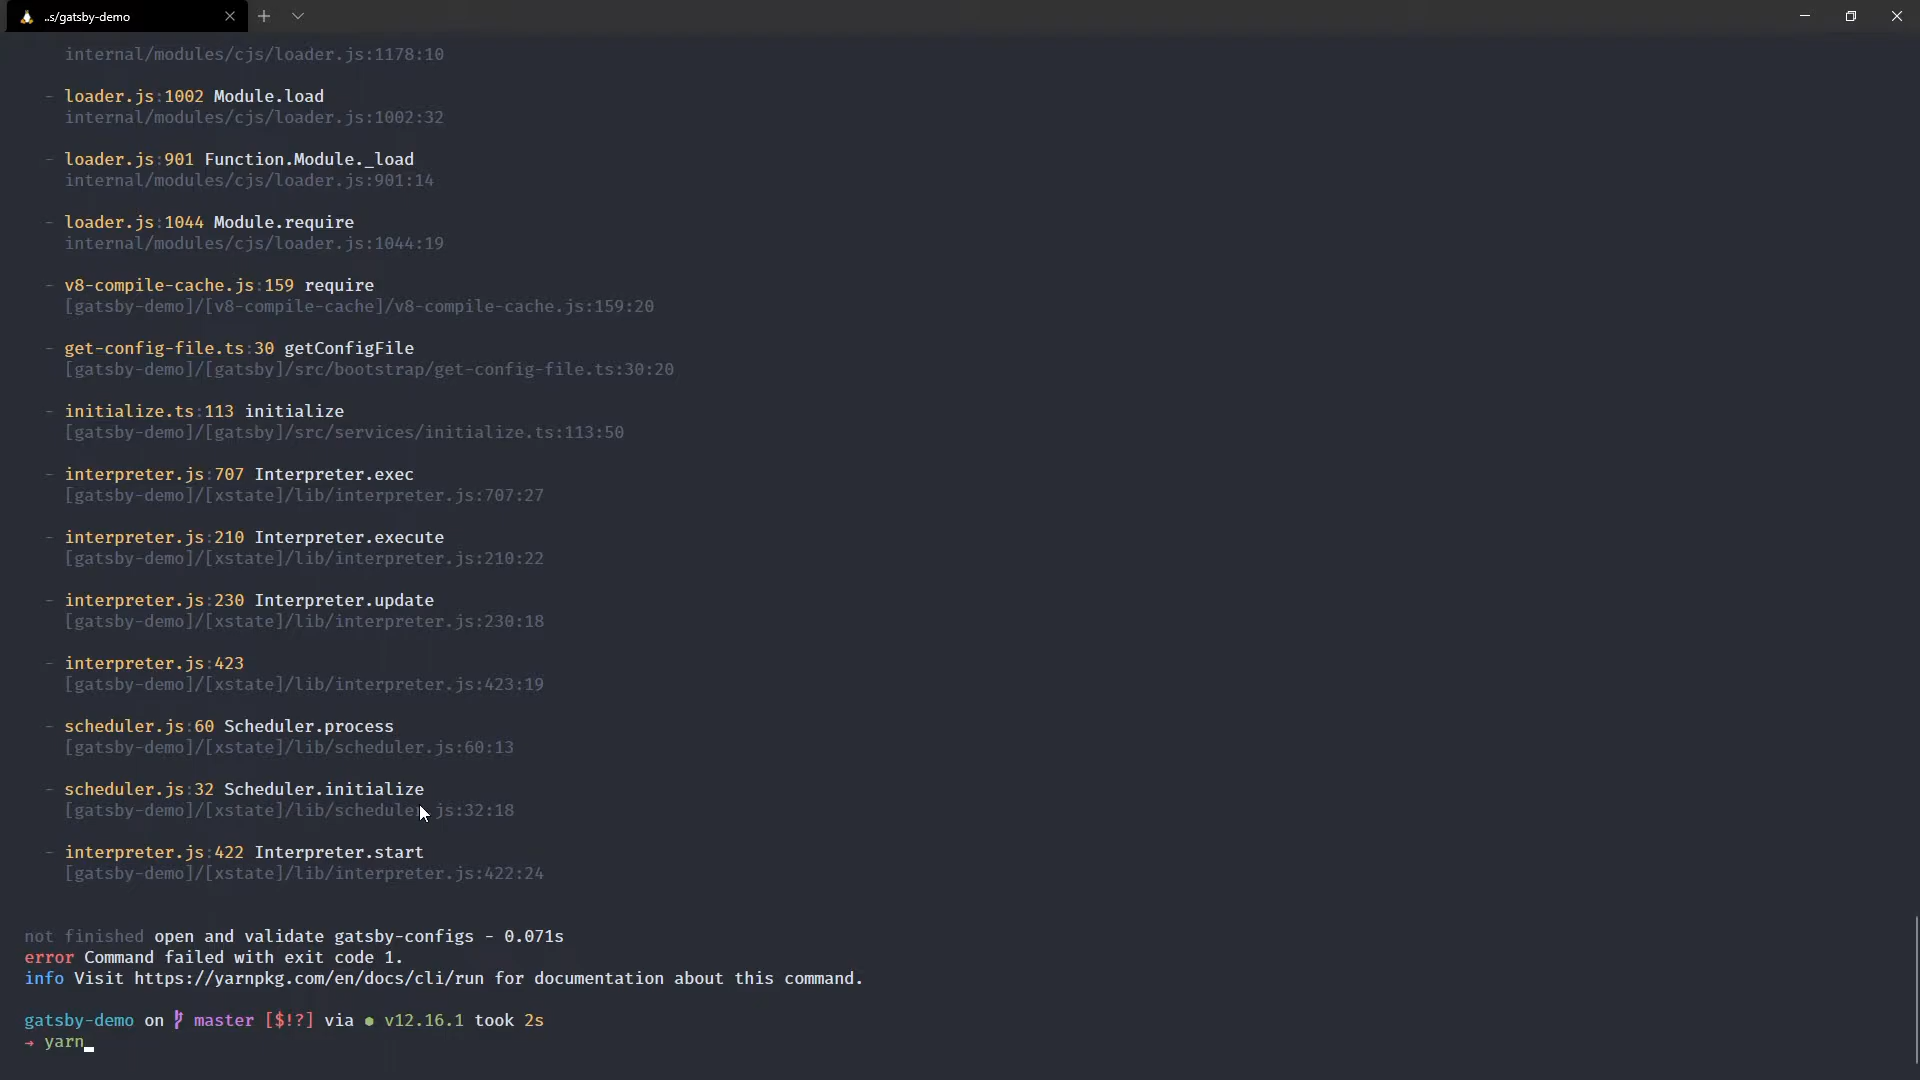 ..s/gatsby-demo
internal/modules/cjs/loader.js:1178:10
- loader.js:1002 Module.load
internal/modules/cjs/loader.js:1002:32
- loader.js:901 Function.Module._load
internal/modules/cjs/loader.js:901:14
- loader.js:1044 Module.require
internal/modules/cjs/loader.js:1044:19
- v8-compile-cache.js:159 require
[gatsby-demo]/[v8-compile-cache]/v8-compile-cache.js:159:20
- get-config-file.ts:30 getConfigFile
[gatsby-demo]/[gatsby]/src/bootstrap/get-config-file.ts:30:20
- initialize.ts:113 initialize
[gatsby-demo]/[gatsby]/src/services/initialize.ts:113:50
- interpreter.js:707 Interpreter.exec
[gatsby-demo]/[xstate]/lib/interpreter.js:707:27
- interpreter.js:210 Interpreter.execute
[gatsby-demo]/[xstate]/lib/interpreter.js:210:22
- interpreter.js:230 Interpreter.update
[gatsby-demo]/[xstate]/lib/interpreter.js:230:18
- interpreter.js:423
[gatsby-demo]/[xstate]/lib/interpreter.js:423:19
- scheduler.js:60 Scheduler.process
[gatsby-demo]/[xstate]/lib/scheduler.js:60:13
- scheduler.js:32 Scheduler.initialize
[gatsby-demo]/[xstate]/lib/scheduler.js:32:18
- interpreter.js:422 Interpreter.start
[gatsby-demo]/[xstate]/lib/interpreter.js:422:24
not finished open and validate gatsby-configs - 0.071s
error Command failed with exit code 1.
info Visit https://yarnpkg.com/en/docs/cli/run for documentation about this command.
gatsby-demo on master [$!?] via ● v12.16.1 took 2s
→ yarn